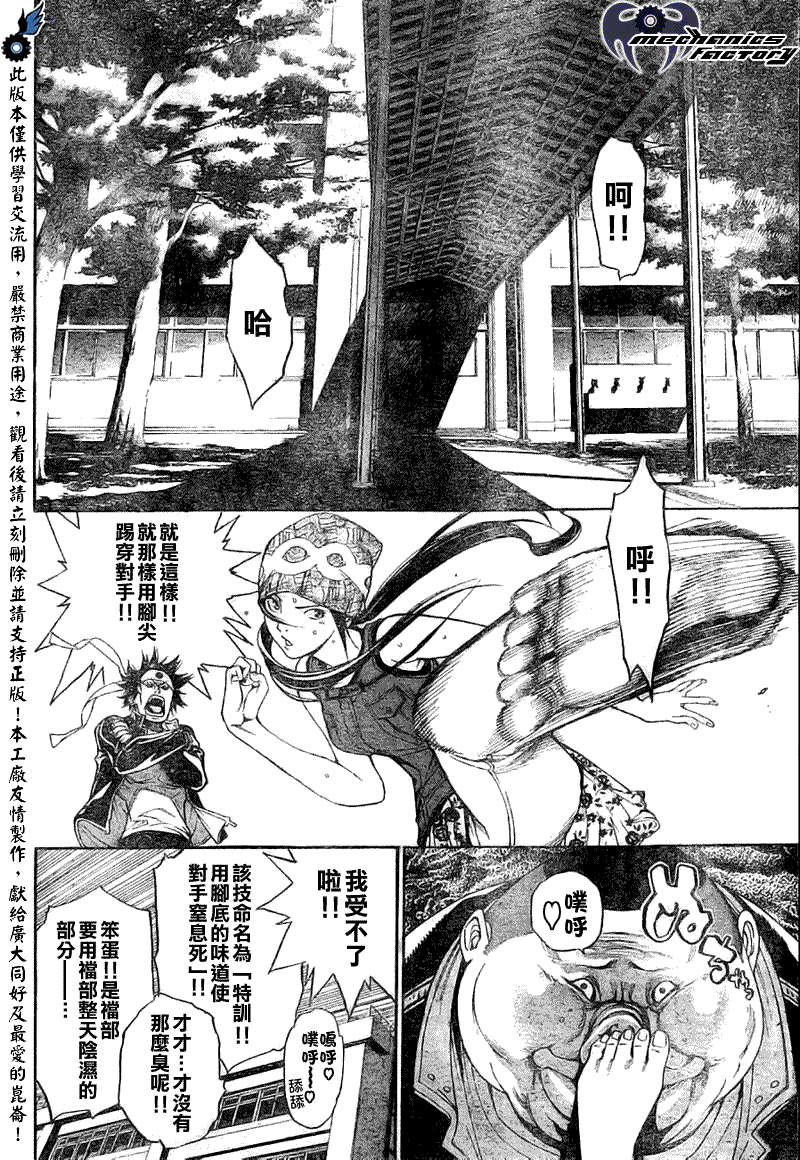 mechanics
Factory
此版本僅供學習交流用，嚴禁商業用途，觀看後請立刻刪除並請支持正版！本工廠友情製作，獻給廣大同好及最愛的崑崙！
呵!!
哈
呼!!
就是這樣!!
就那樣用腳尖
踢穿對手!!
噗呼
♡
我受不了
啦!!
該技命名為「特訓!!
用腳底的味道使
對手窒息死」!!
嗚呼♡
噗呼～♡
舔舔
才才…才沒有
那麼臭呢!!
笨蛋!!是襠部
要用襠部整天陰濕的
部分——…